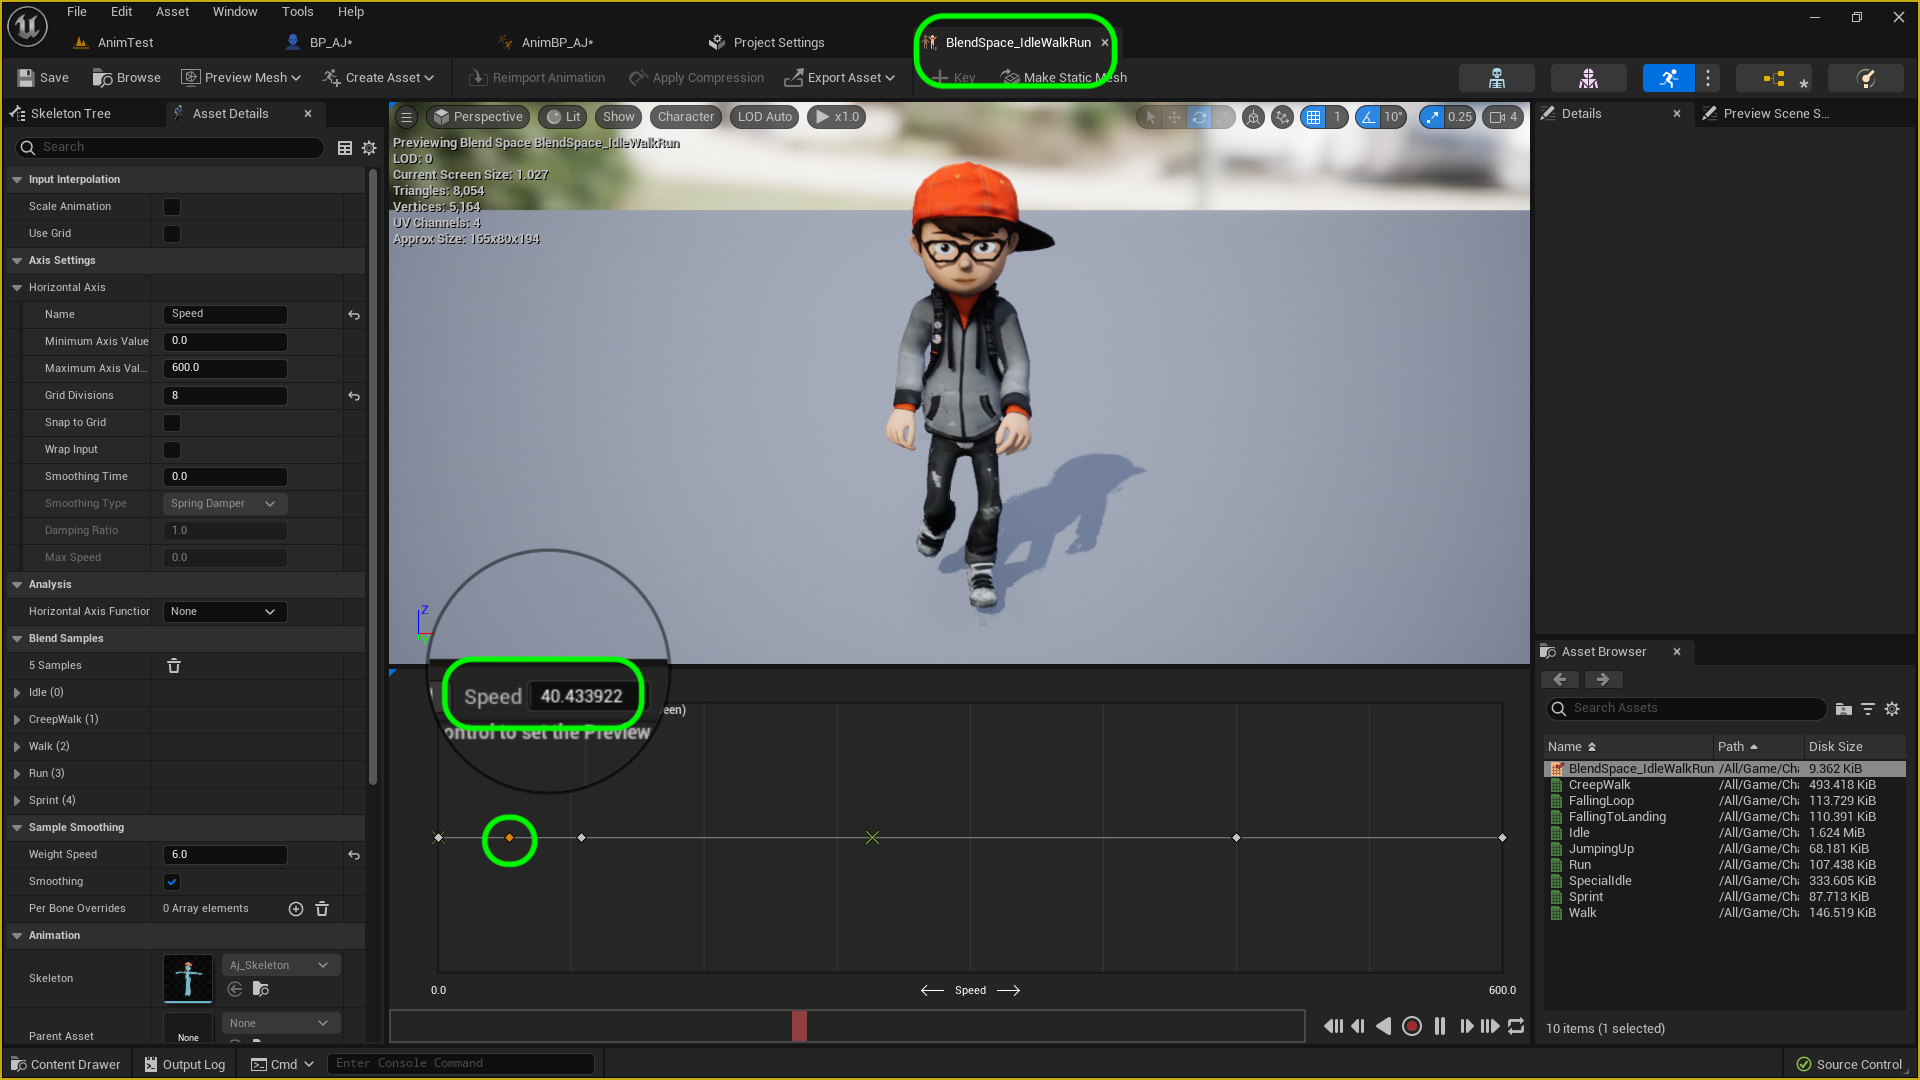 File Edit Asset Window Tools Help
AnimTest BP_AJ* AnimBP_AJ* Project Settings BlendSpace_IdleWalkRun
Save Browse Preview Mesh Create Asset Reimport Animation Apply Compression Export Asset Key Make Static Mesh
Skeleton Tree Asset Details
Search
Input Interpolation
Scale Animation
Use Grid
Axis Settings
Horizontal Axis
Name Speed
Minimum Axis Value 0.0
Maximum Axis Val... 600.0
Grid Divisions 8
Snap to Grid
Wrap Input
Smoothing Time 0.0
Smoothing Type Spring Damper
Damping Ratio 1.0
Max Speed 0.0
Analysis
Horizontal Axis Function None
Blend Samples
5 Samples
Idle (0)
CreepWalk (1)
Walk (2)
Run (3)
Sprint (4)
Sample Smoothing
Weight Speed 6.0
Smoothing
Per Bone Overrides 0 Array elements
Animation
Skeleton Aj_Skeleton
Parent Asset None None
Perspective Lit Show Character LOD Auto x1.0 1 10° 0.25 4
Previewing Blend Space BlendSpace_IdleWalkRun
LOD: 0
Current Screen Size: 1.027
Triangles: 8,054
Vertices: 5,164
UV Channels: 4
Approx Size: 165x80x194
Z
Speed 40.433922
ontrol to set the Preview
een)
0.0 Speed 600.0
Details Preview Scene S...
Asset Browser
Search Assets
Name Path Disk Size
BlendSpace_IdleWalkRun /All/Game/Cha 9.362 KiB
CreepWalk /All/Game/Cha 493.418 KiB
FallingLoop /All/Game/Cha 113.729 KiB
FallingToLanding /All/Game/Cha 110.391 KiB
Idle /All/Game/Cha 1.624 MiB
JumpingUp /All/Game/Cha 68.181 KiB
Run /All/Game/Cha 107.438 KiB
SpecialIdle /All/Game/Cha 333.605 KiB
Sprint /All/Game/Cha 87.713 KiB
Walk /All/Game/Cha 146.519 KiB
10 items (1 selected)
Content Drawer Output Log Cmd Enter Console Command Source Control